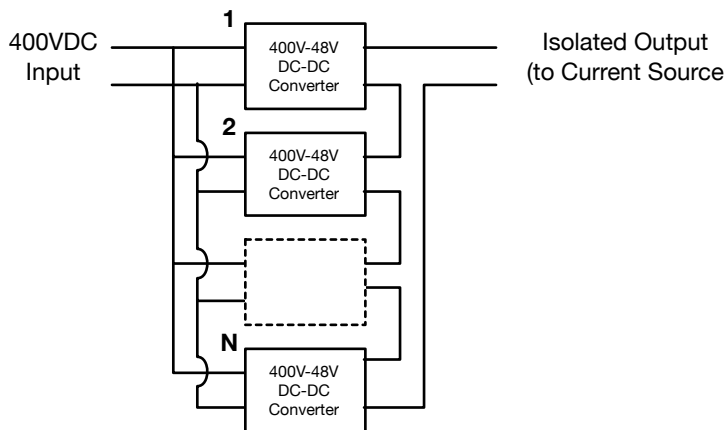 1
400VDC
Input
400V-48V
DC-DC
Converter
Isolated Output
(to Current Source
2
400V-48V
DC-DC
Converter
N
400V-48V
DC-DC
Converter